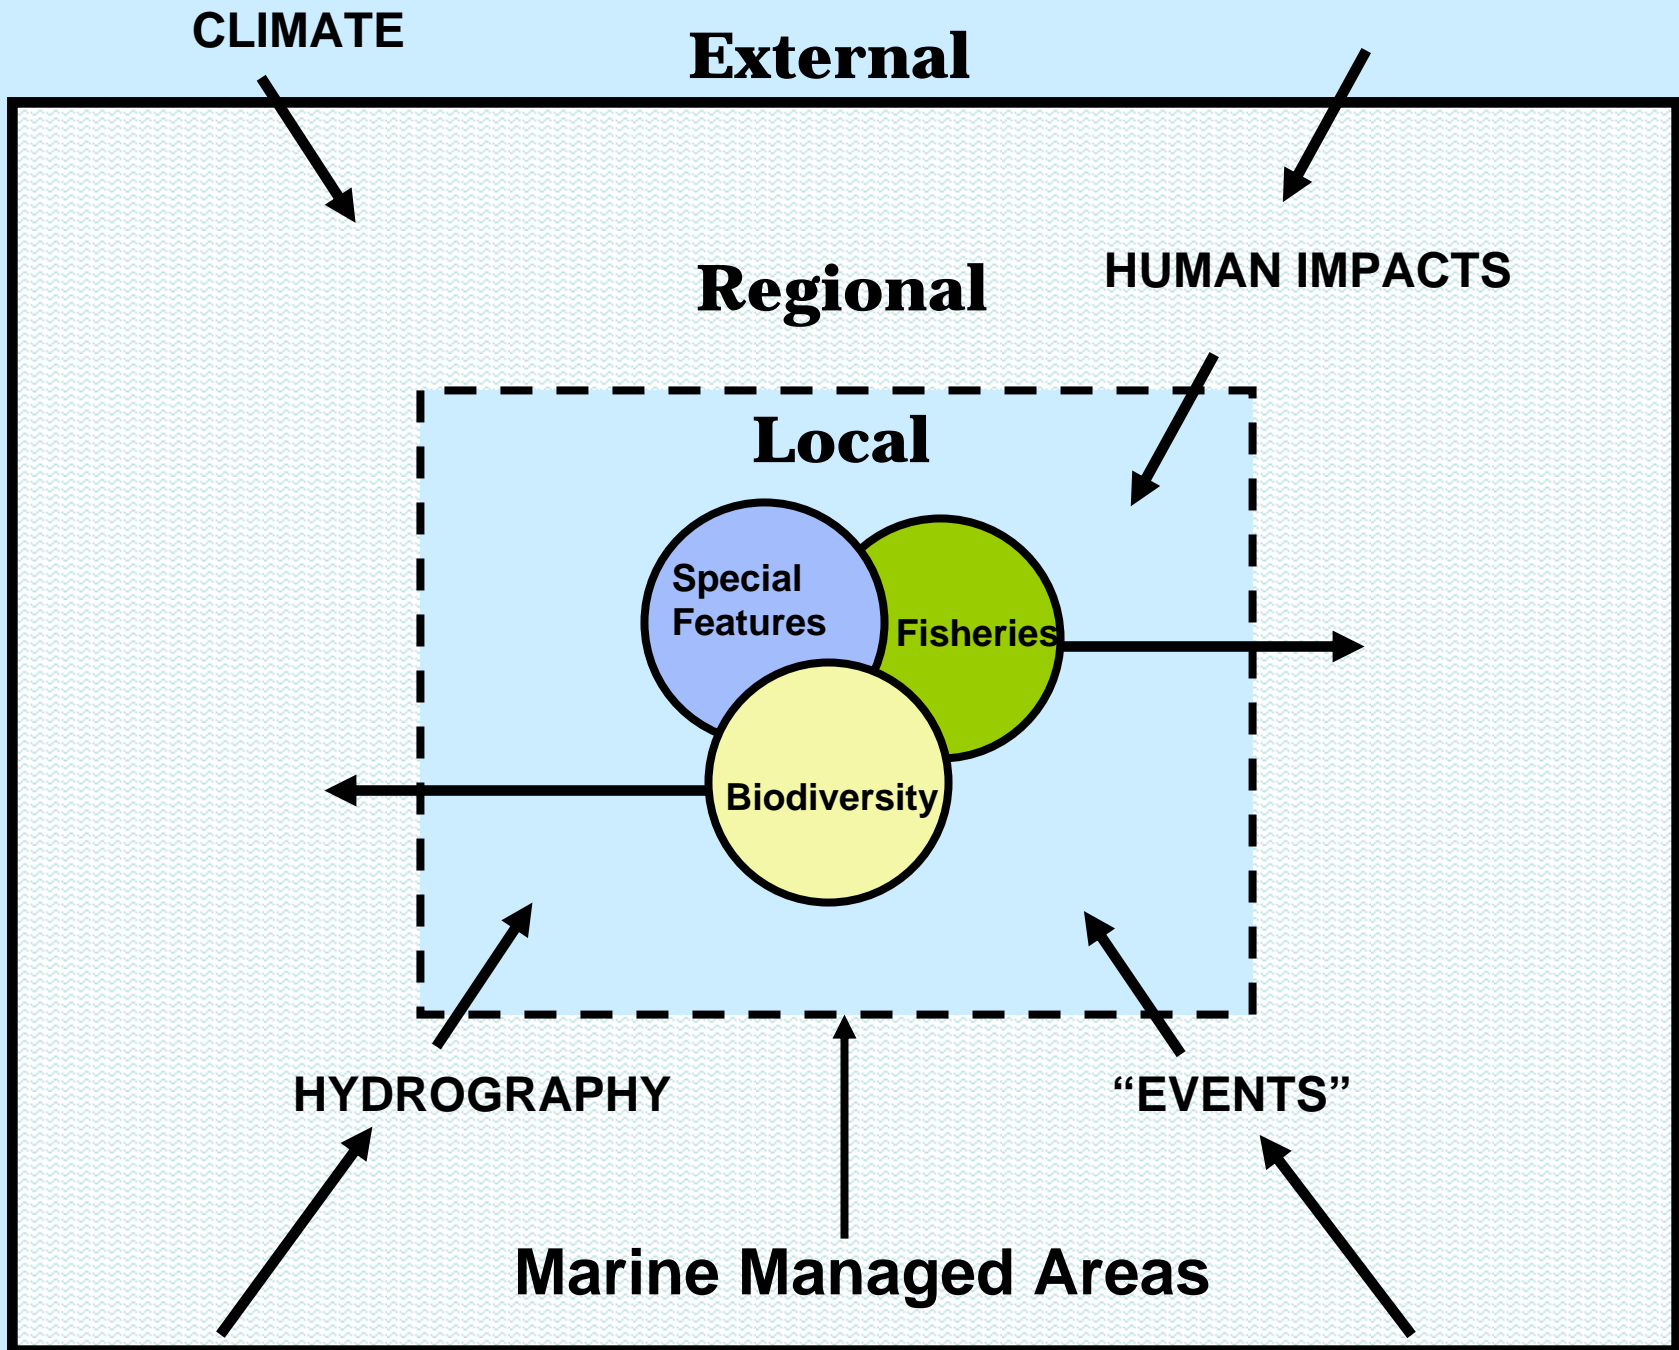 CLIMATE
External
HUMAN IMPACTS
Regional
Local
Special
Features
Fisheries
Biodiversity
HYDROGRAPHY
“EVENTS”
Marine Managed Areas